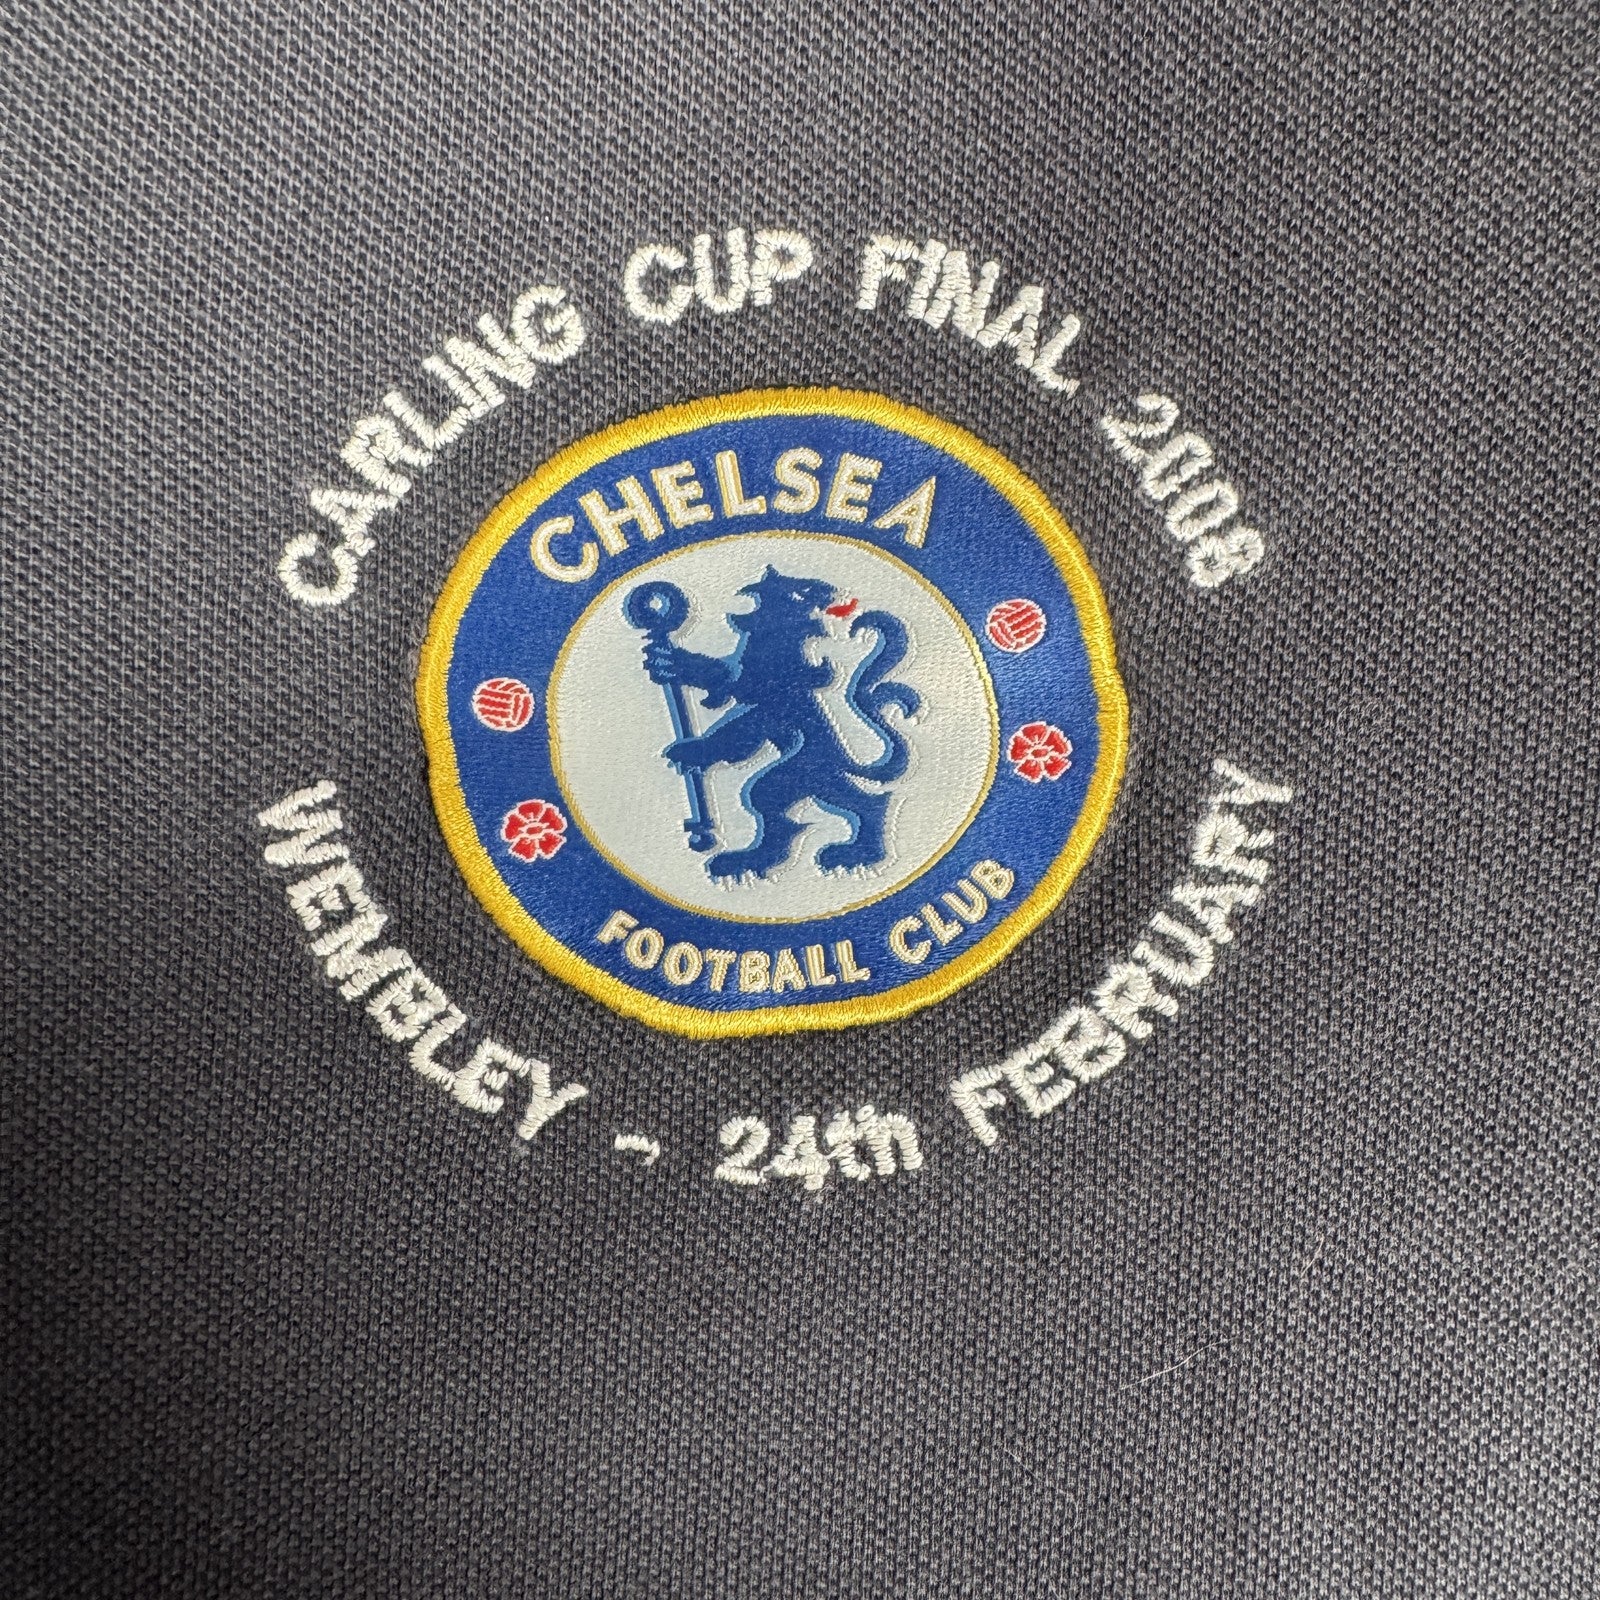 CARLING CUP FINAL 2008
CHELSEA
FOOTBALL CLUB
WEMBLEY - 24th FEBRUARY